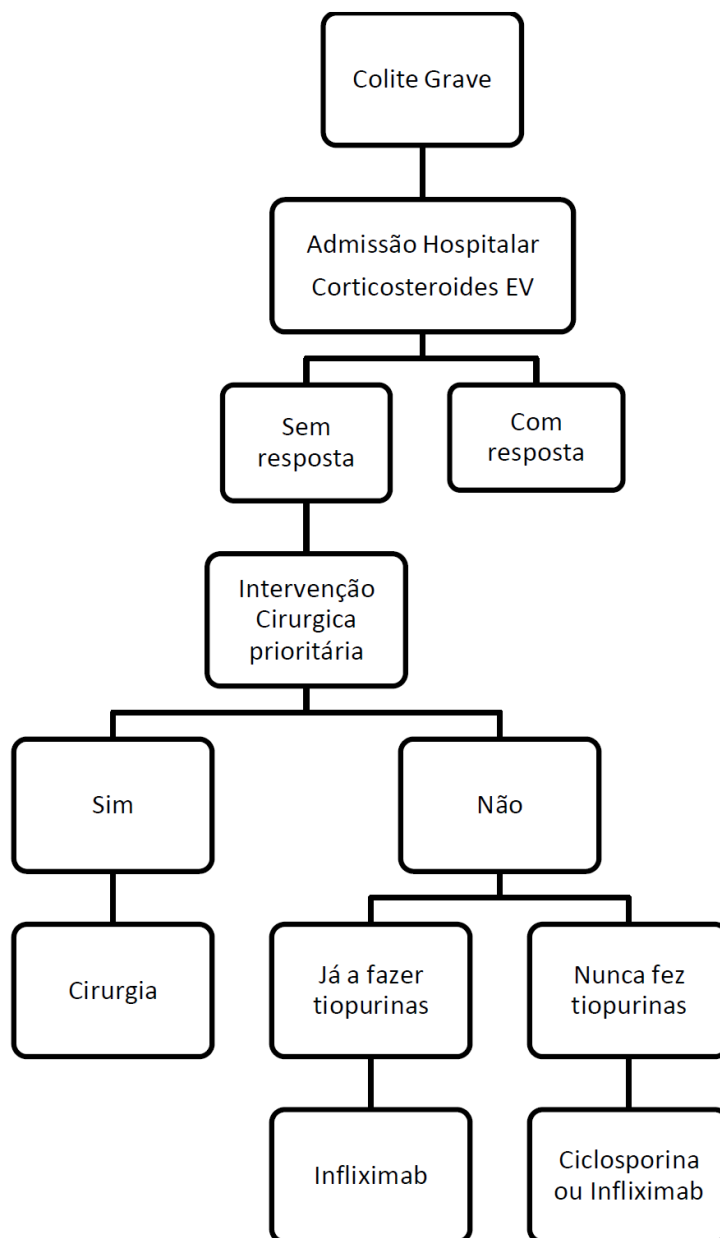 Colite Grave
Admissão Hospitalar
Corticosteroides EV
Sem
resposta
Com
resposta
Intervenção
Cirurgica
prioritária
Sim
Não
Cirurgia
Já a fazer
tiopurinas
Nunca fez
tiopurinas
Infliximab
Ciclosporina
ou Infliximab